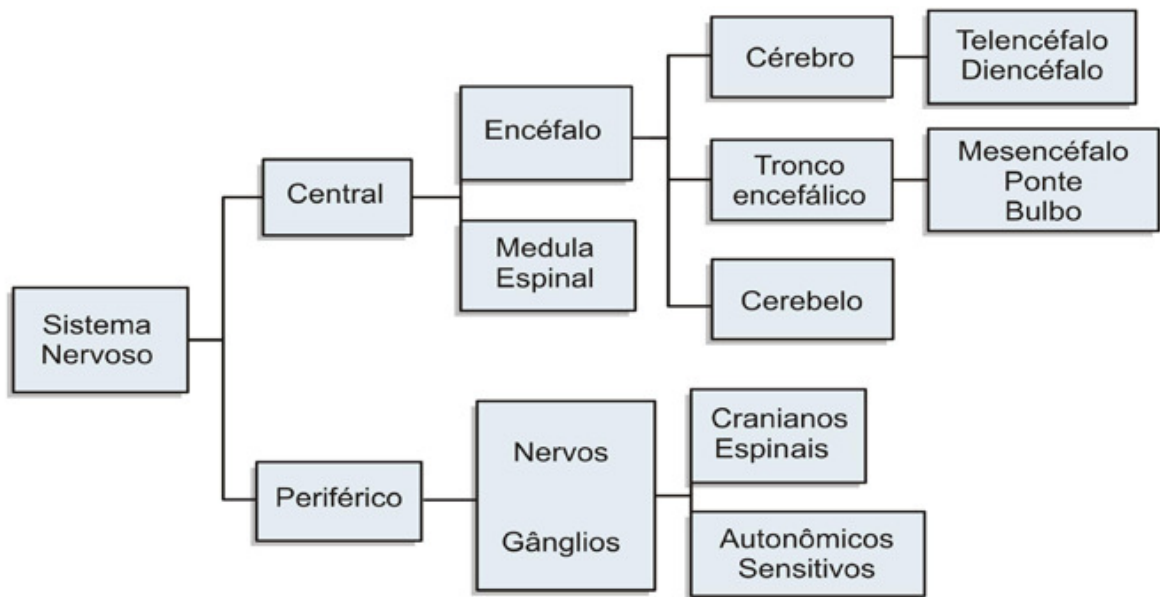 Sistema
Nervoso
Central
Encéfalo
Cérebro
Telencéfalo
Diencéfalo
Tronco
encefálico
Mesencéfalo
Ponte
Bulbo
Cerebelo
Medula
Espinal
Periférico
Nervos
Gânglios
Cranianos
Espinais
Autonômicos
Sensitivos